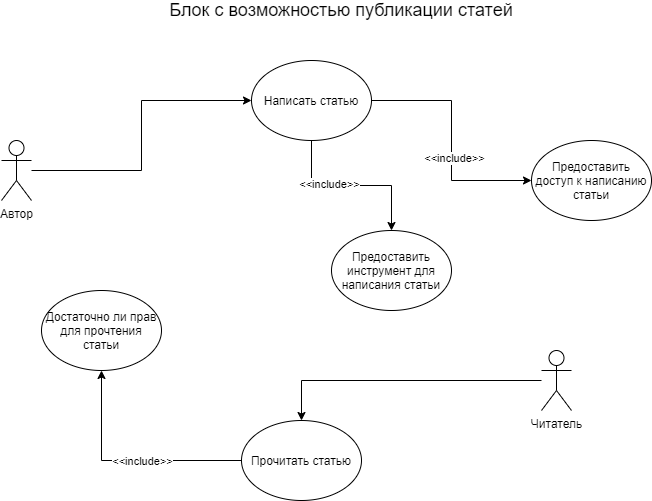 Блок с возможностью публикации статей
Написать статью
<<include>>
Предоставить
доступ к написанию
статьи
Автор
<<include>>
Предоставить
инструмент для
написания статьи
Достаточно ли прав
для прочтения
статьи
Читатель
<<include>>
Прочитать статью